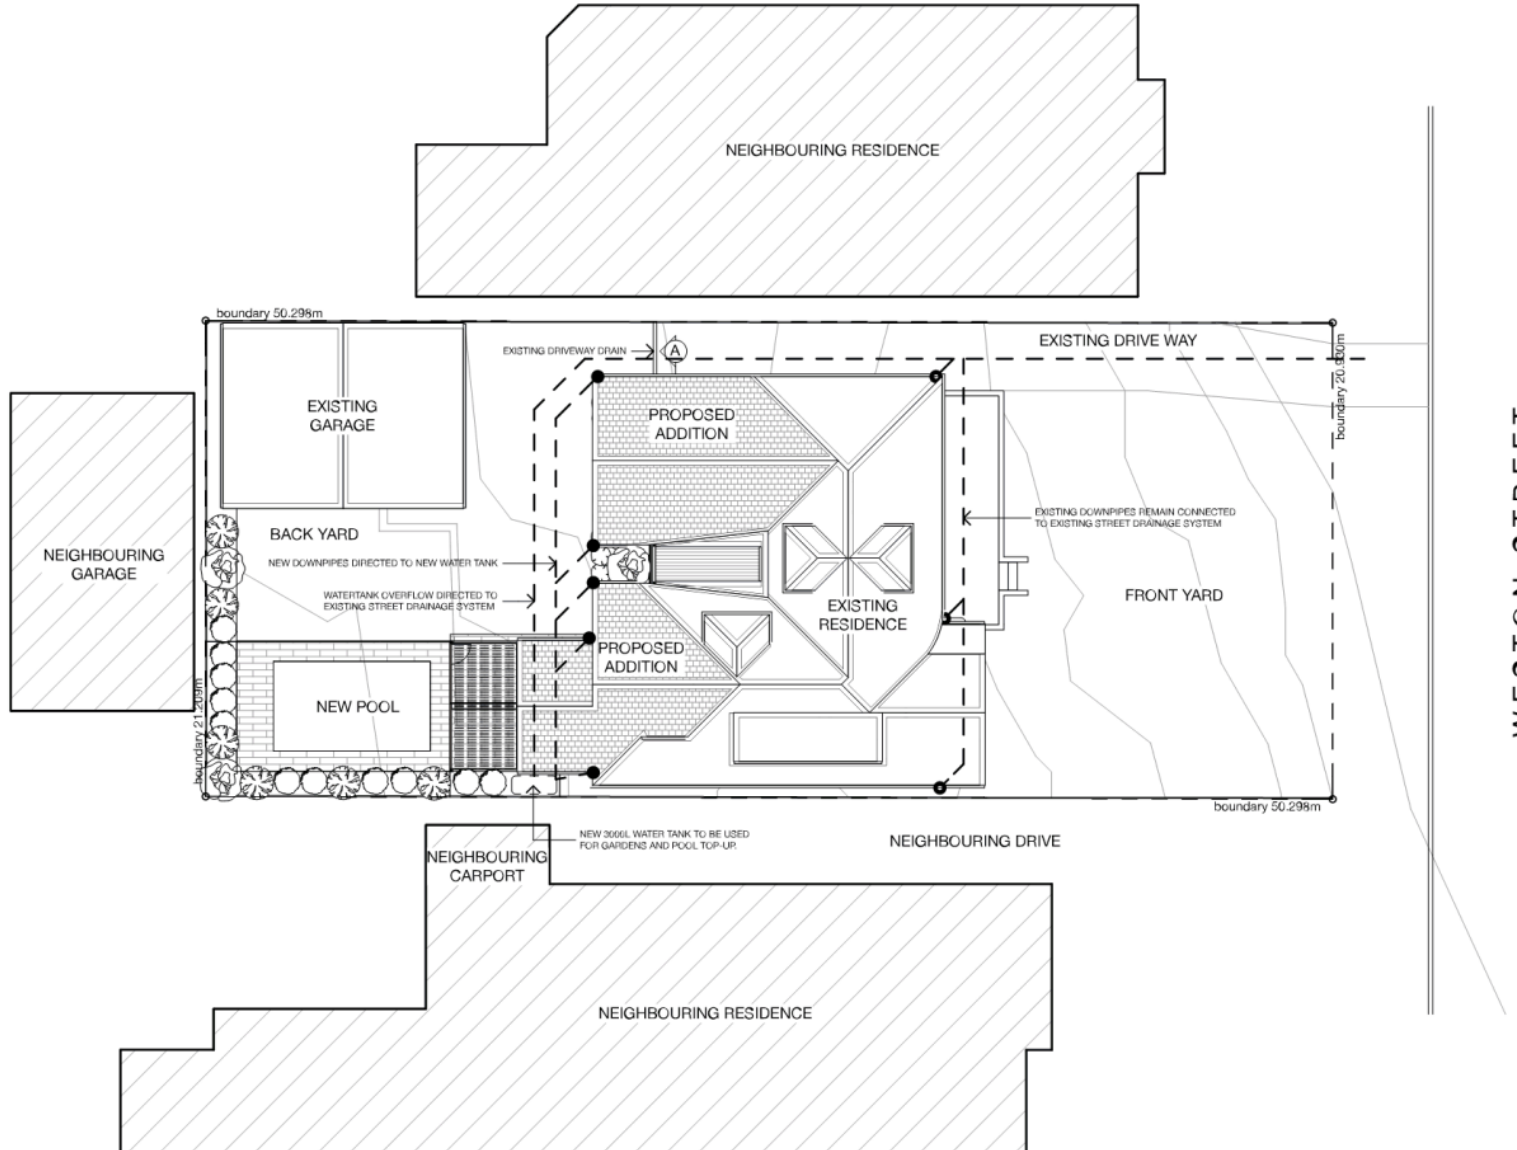 NEIGHBOURING RESIDENCE
boundary 50.298m
EXISTING DRIVEWAY DRAIN
A
EXISTING DRIVE WAY
boundary 20.930m
EXISTING
GARAGE
PROPOSED
ADDITION
EXISTING DOWNPIPES REMAIN CONNECTED
TO EXISTING STREET DRAINAGE SYSTEM
BACK YARD
NEIGHBOURING
GARAGE
NEW DOWNPIPES DIRECTED TO NEW WATER TANK
WATERTANK OVERFLOW DIRECTED TO
EXISTING STREET DRAINAGE SYSTEM
EXISTING
RESIDENCE
FRONT YARD
PROPOSED
ADDITION
NEW POOL
boundary 21.209m
boundary 50.298m
NEW 3000L WATER TANK TO BE USED
FOR GARDENS AND POOL TOP-UP.
NEIGHBOURING DRIVE
NEIGHBOURING
CARPORT
NEIGHBOURING RESIDENCE